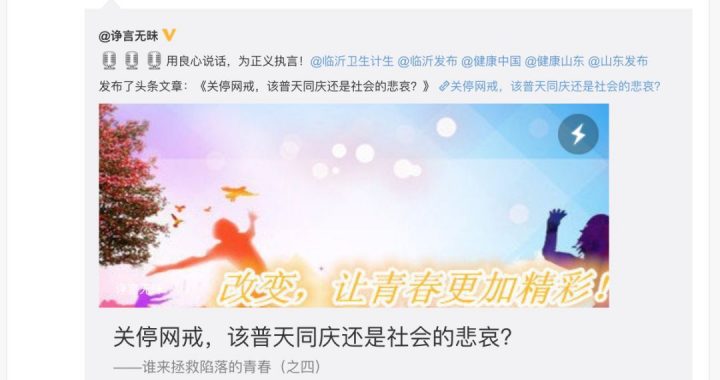 @诤言无昧
用良心说话，为正义执言！@临沂卫生计生 @临沂发布 @健康中国 @健康山东 @山东发布
发布了头条文章：《关停网戒，该普天同庆还是社会的悲哀？》 关停网戒，该普天同庆还是社会的悲哀？
诤言无
改变，让青春更加精彩！
关停网戒，该普天同庆还是社会的悲哀？
——谁来拯救陷落的青春（之四）